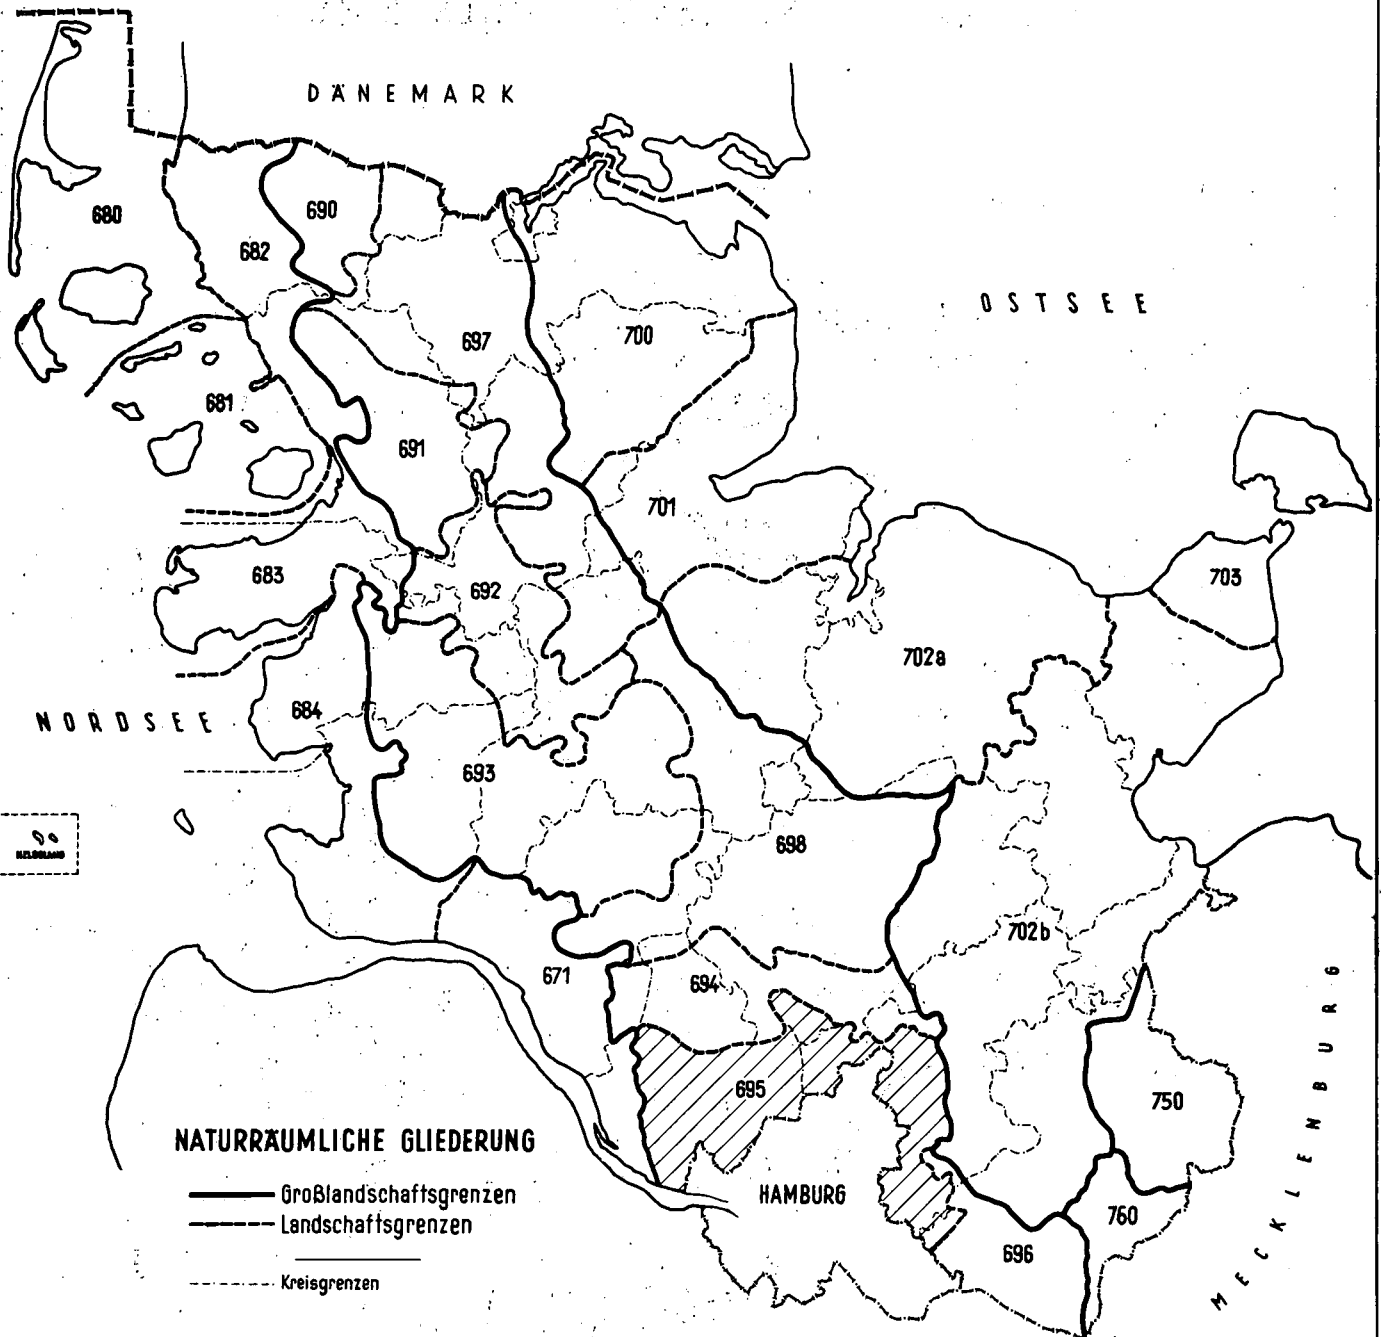 DÄNEMARK
680
690
682
OSTSEE
697
700
681
691
701
683
692
703
702a
684
NORDSEE
693
698
HELGOLAND
702b
671
694
695
750
NATURRÄUMLICHE GLIEDERUNG
Großlandschaftsgrenzen
Landschaftsgrenzen
Kreisgrenzen
HAMBURG
760
696
MECKLENBURG